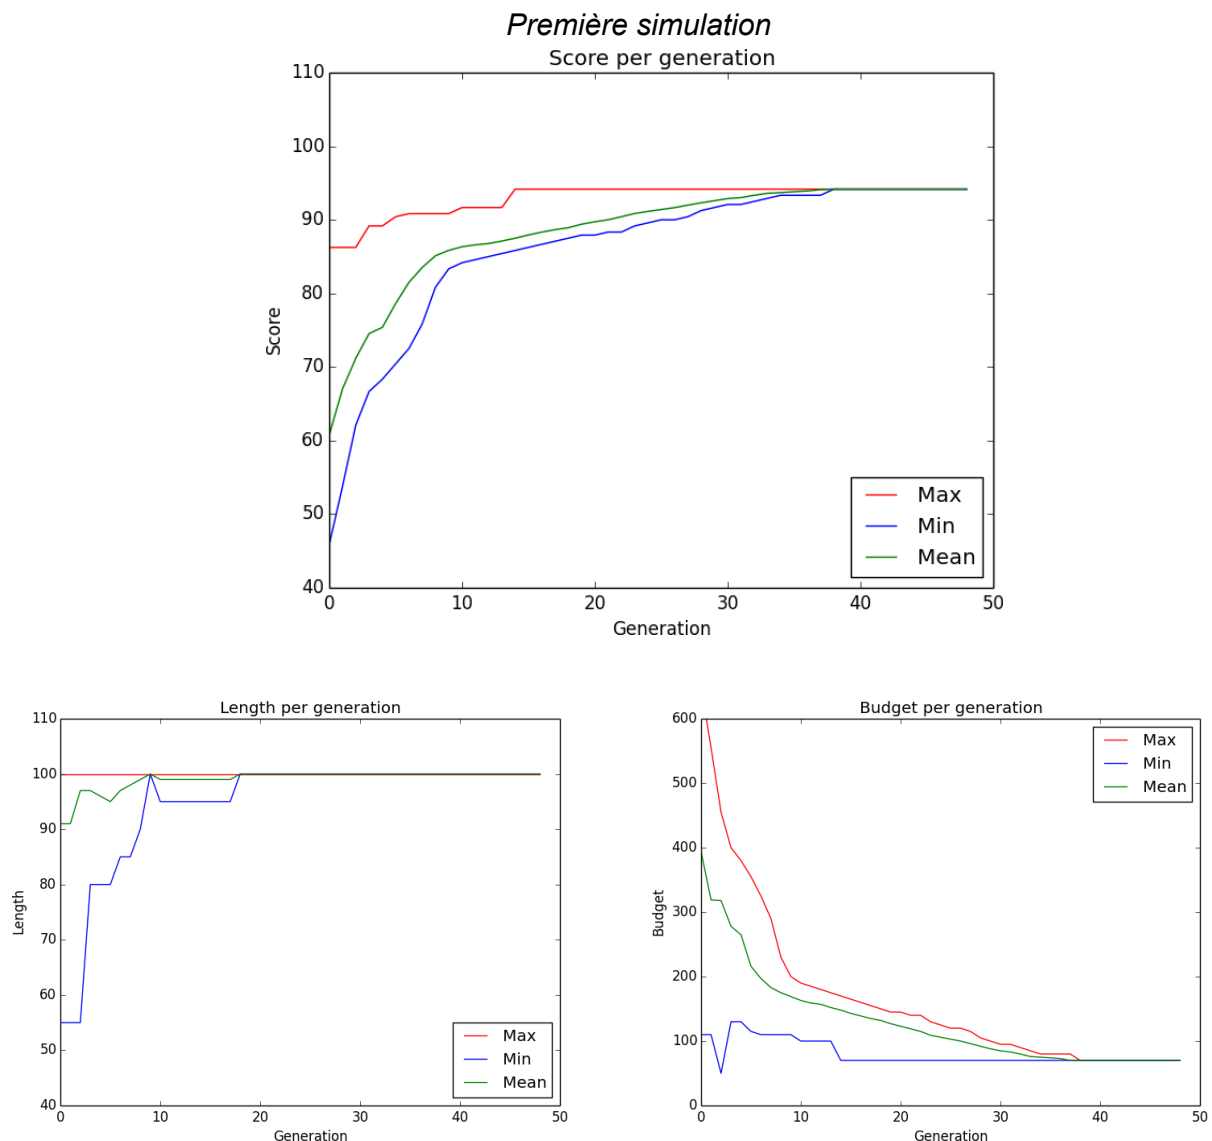 Première simulation
Score per generation
110
100
90
80
70
60
50
40
0 10 20 30 40 50
Score
Generation
Max
Min
Mean
Length per generation
110
100
90
80
70
60
50
40
0 10 20 30 40 50
Length
Generation
Max
Min
Mean
Budget per generation
600
500
400
300
200
100
0
0 10 20 30 40 50
Budget
Generation
Max
Min
Mean